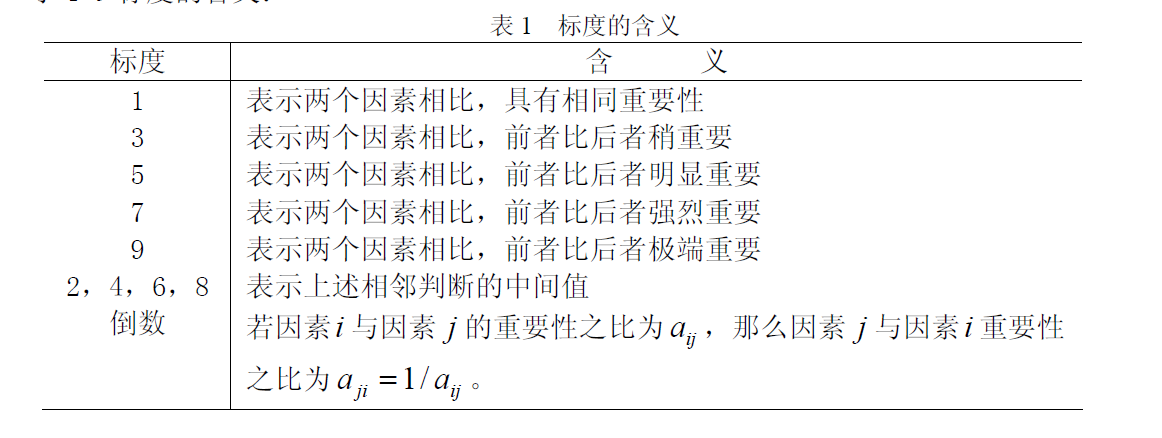 表1 标度的含义
标度 含 义
1 表示两个因素相比，具有相同重要性
3 表示两个因素相比，前者比后者稍重要
5 表示两个因素相比，前者比后者明显重要
7 表示两个因素相比，前者比后者强烈重要
9 表示两个因素相比，前者比后者极端重要
2，4，6，8 表示上述相邻判断的中间值
倒数 若因素 i 与因素 j 的重要性之比为 a_ij，那么因素 j 与因素 i 重要性
之比为 a_ji = 1/a_ij。